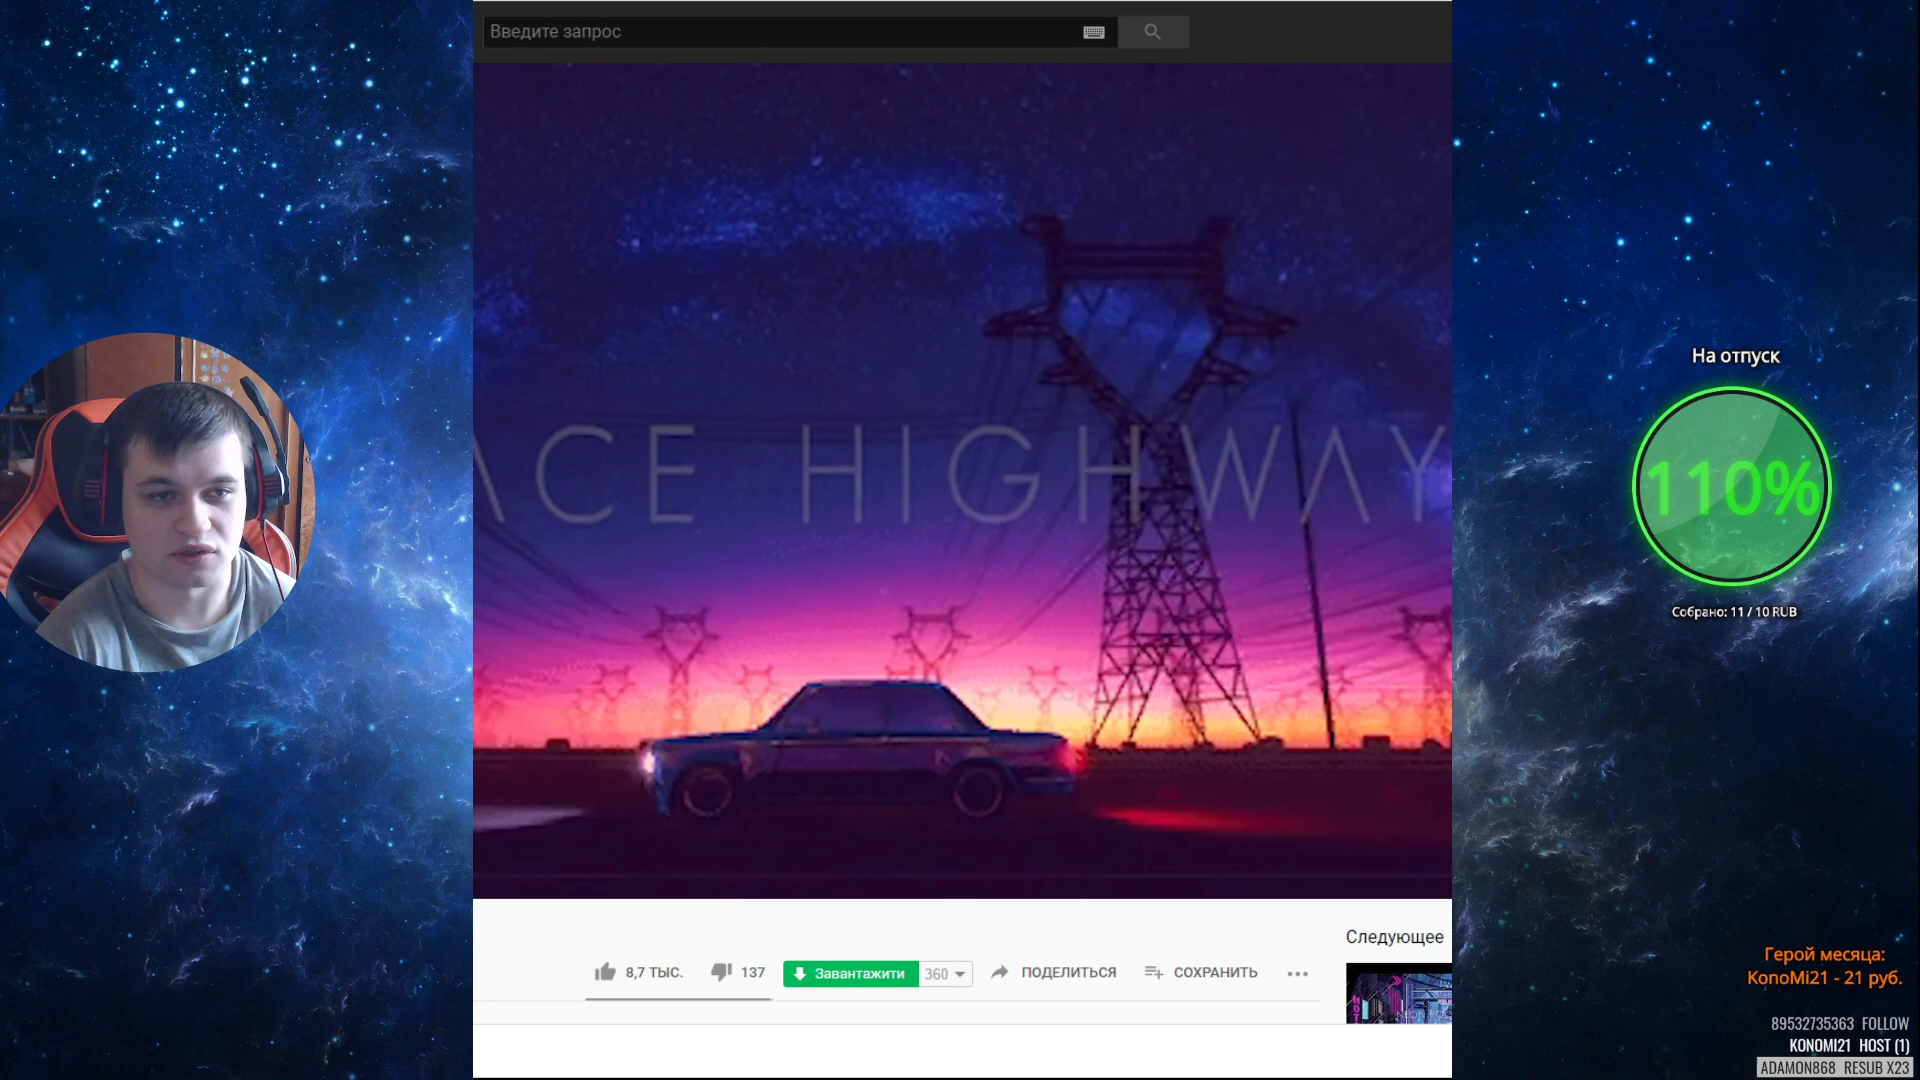 Введите запрос
ACE HIGHWAY
На отпуск
110%
Собрано: 11 / 10 RUB
Следующее
8,7 ТЫС.
137
Завантажити
360
ПОДЕЛИТЬСЯ
СОХРАНИТЬ
Герой месяца:
KonoMi21 - 21 руб.
89532735363 FOLLOW
KONOMI21 HOST (1)
ADAMON868 RESUB X23